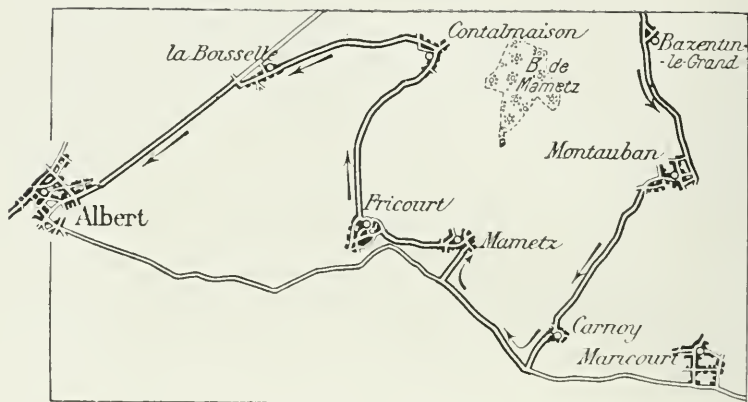 Contalmaison
la Boisselle
Bazentin-
-le-Grand
B. de
Mametz
Montauban
Albert
Fricourt
Mametz
Carnoy
Maricourt